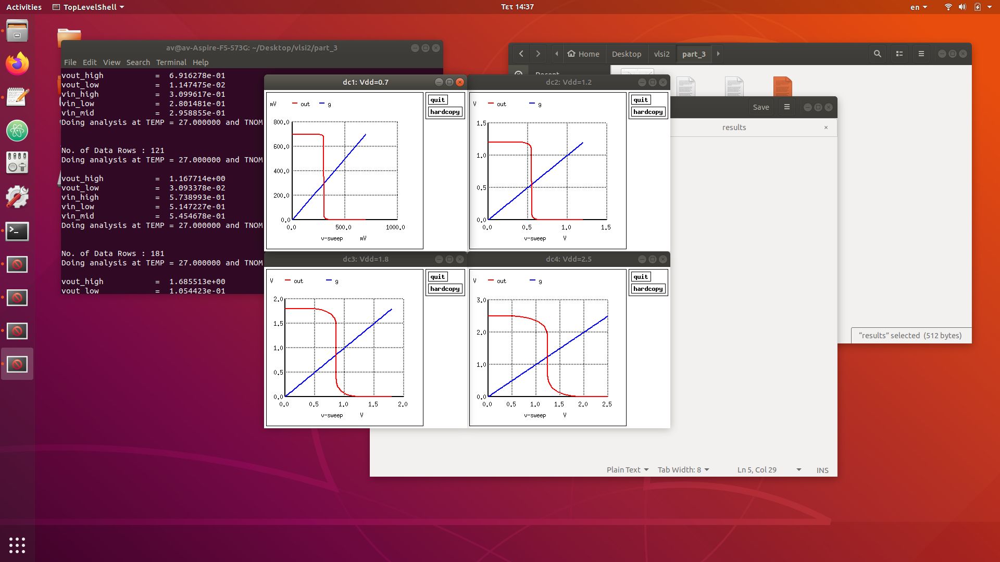 Activities
TopLevelShell
Τετ 14:37
en
av@av-Aspire-F5-573G: ~/Desktop/vlsi2/part_3
File Edit View Search Terminal Help
vout_high = 6.916278e-01
vout_low = 1.147475e-02
vin_high = 3.099617e-01
vin_low = 2.801481e-01
vin_mid = 2.958855e-01
Doing analysis at TEMP = 27.000000 and TNOM
No. of Data Rows : 121
Doing analysis at TEMP = 27.000000 and TNOM
vout_high = 1.167714e+00
vout_low = 3.093378e-02
vin_high = 5.738993e-01
vin_low = 5.147227e-01
vin_mid = 5.454678e-01
Doing analysis at TEMP = 27.000000 and TNOM
No. of Data Rows : 181
Doing analysis at TEMP = 27.000000 and TNOM
vout_high = 1.685513e+00
vout_low = 1.054423e-01
dc1: Vdd=0.7
mV out g
quit
hardcopy
800.0
600.0
400.0
200.0
0.0
0.0 500.0 1000.0
v-sweep mV
dc2: Vdd=1.2
V out g
quit
hardcopy
1.5
1.0
0.5
0.0
0.0 0.5 1.0 1.5
v-sweep V
dc3: Vdd=1.8
V out g
quit
hardcopy
2.0
1.5
1.0
0.5
0.0
0.0 0.5 1.0 1.5 2.0
v-sweep V
dc4: Vdd=2.5
V out g
quit
hardcopy
3.0
2.0
1.0
0.0
0.0 0.5 1.0 1.5 2.0 2.5
v-sweep V
Home Desktop vlsi2 part_3
Recent
Save
results
“results” selected (512 bytes)
Plain Text Tab Width: 8 Ln 5, Col 29 INS